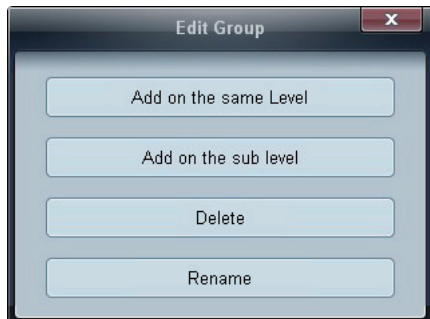 Edit Group
x
Add on the same Level
Add on the sub level
Delete
Rename